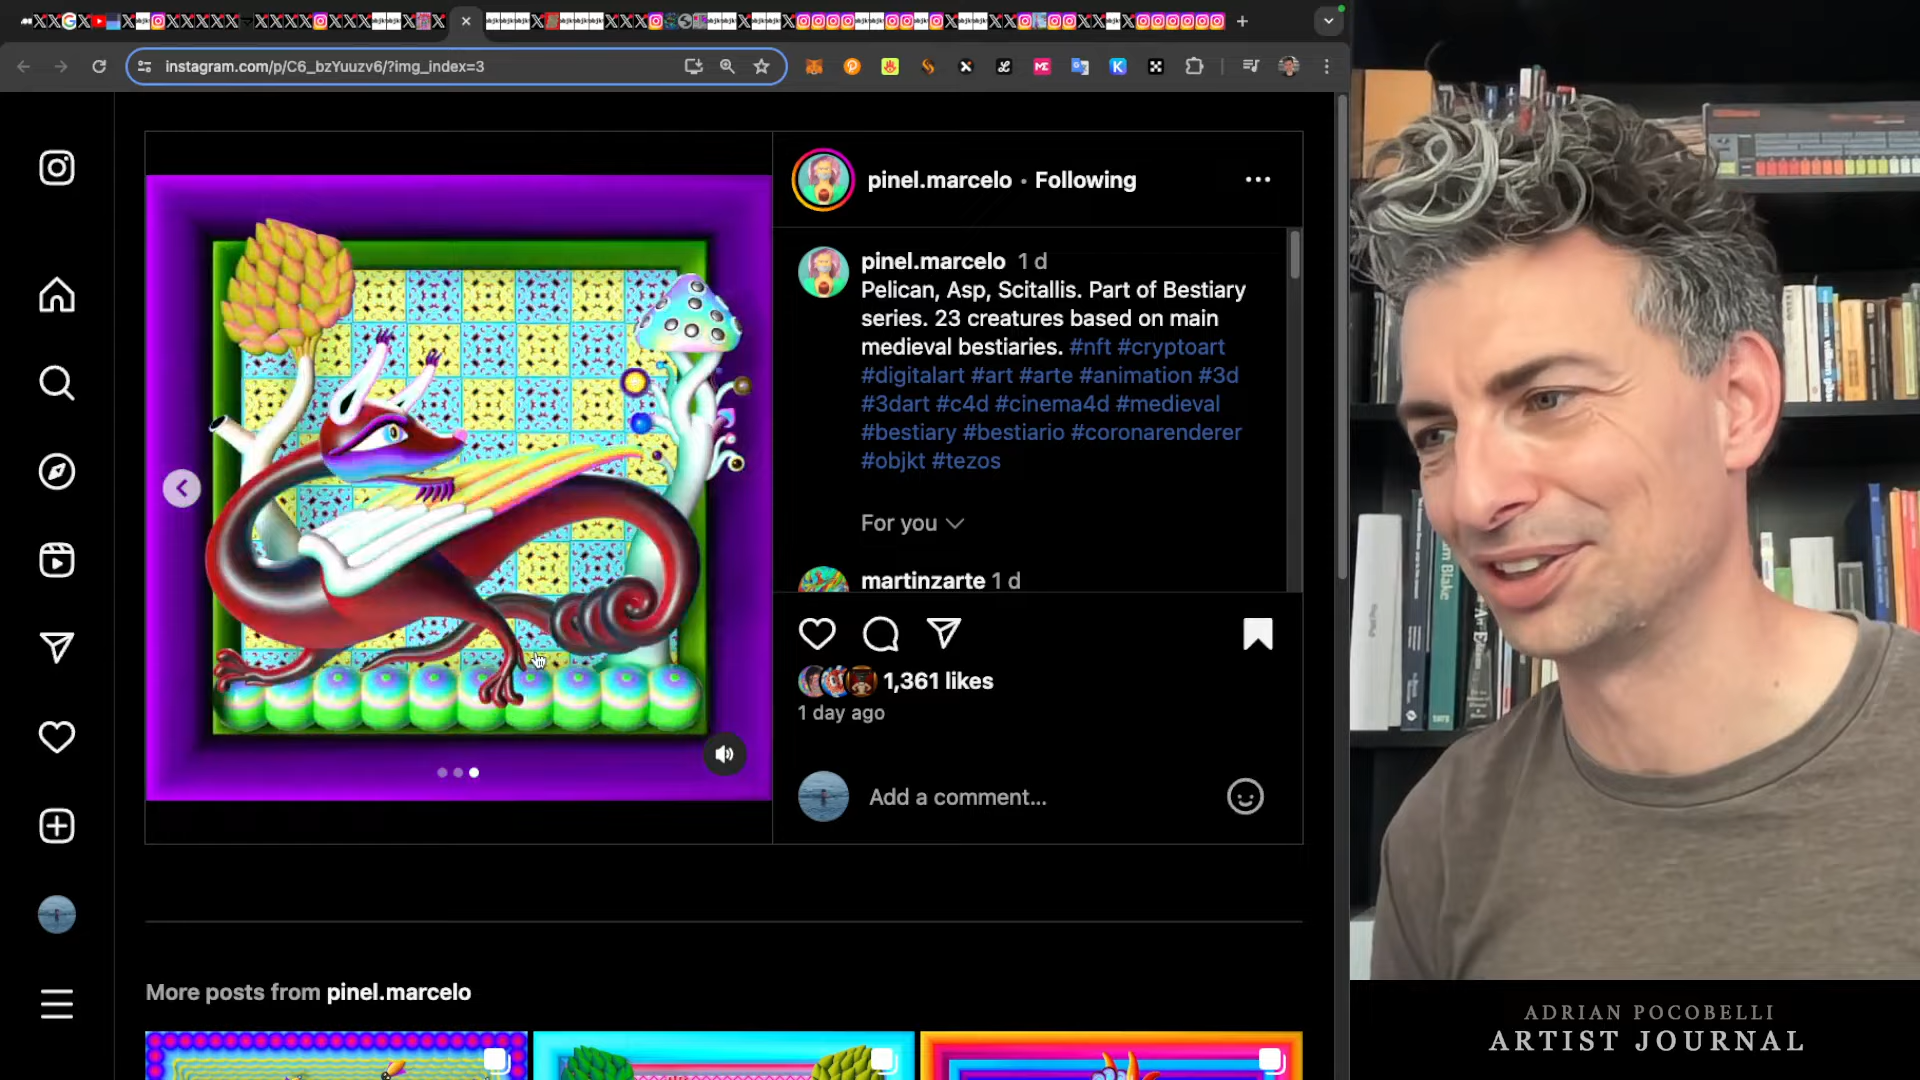 instagram.com/p/C6_bzYuuzv6/?img_index=3
pinel.marcelo • Following
pinel.marcelo 1 d
Pelican, Asp, Scitallis. Part of Bestiary
series. 23 creatures based on main
medieval bestiaries. #nft #cryptoart
#digitalart #art #arte #animation #3d
#3dart #c4d #cinema4d #medieval
#bestiary #bestiario #coronarenderer
#objkt #tezos
For you
martinzarte 1 d
1,361 likes
1 day ago
Add a comment...
More posts from pinel.marcelo
ADRIAN POCOBELLI
ARTIST JOURNAL